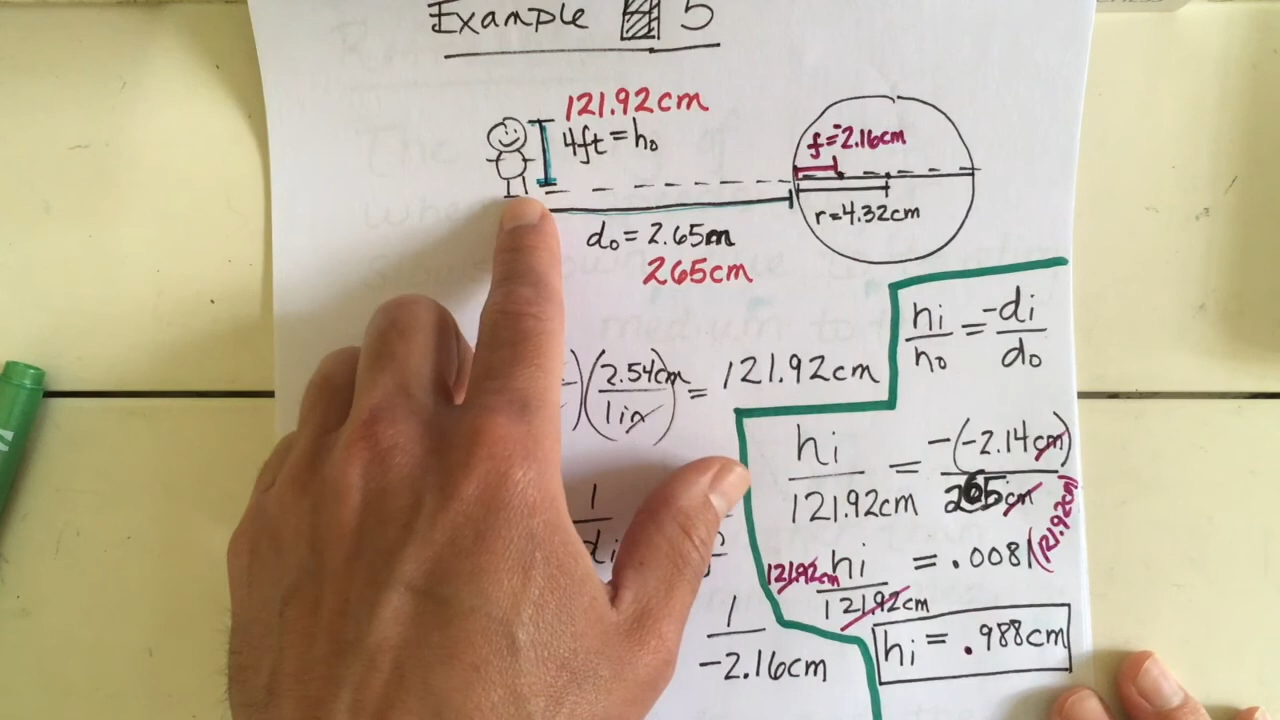 Example 5
121.92cm
4ft = ho
f=-2.16cm
r=4.32cm
do = 2.65m
265cm
hi/ho = -di/do
)(2.54cm/1in) = 121.92cm
hi/121.92cm = -(-2.14cm)/265cm
1/di
121.92cm hi/121.92cm = .0081(121.92cm)
1/-2.16cm
hi = .988cm